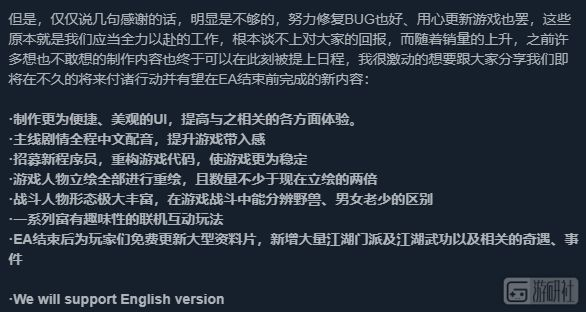 但是，仅仅说几句感谢的话，明显是不够的，努力修复BUG也好、用心更新游戏也罢，这些
原本就是我们应当全力以赴的工作，根本谈不上对大家的回报，而随着销量的上升，之前许
多想也不敢想的制作内容也终于可以在此刻被提上日程，我很激动的想要跟大家分享我们即
将在不久的将来付诸行动并有望在EA结束前完成的新内容：
·制作更为便捷、美观的UI，提高与之相关的各方面体验。
·主线剧情全程中文配音，提升游戏带入感
·招募新程序员，重构游戏代码，使游戏更为稳定
·游戏人物立绘全部进行重绘，且数量不少于现在立绘的两倍
·战斗人物形态极大丰富，在游戏战斗中能分辨野兽、男女老少的区别
·一系列富有趣味性的联机互动玩法
·EA结束后为玩家们免费更新大型资料片，新增大量江湖门派及江湖武功以及相关的奇遇、事
件
·We will support English version
游研社